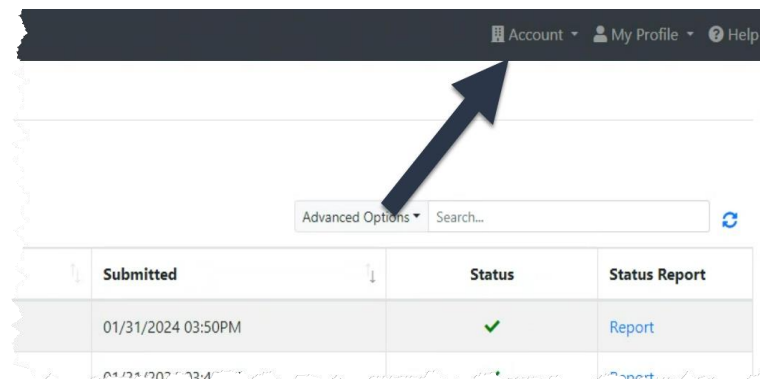 Account My Profile Help
Advanced Options Search...
Submitted Status Status Report
01/31/2024 03:50PM Report